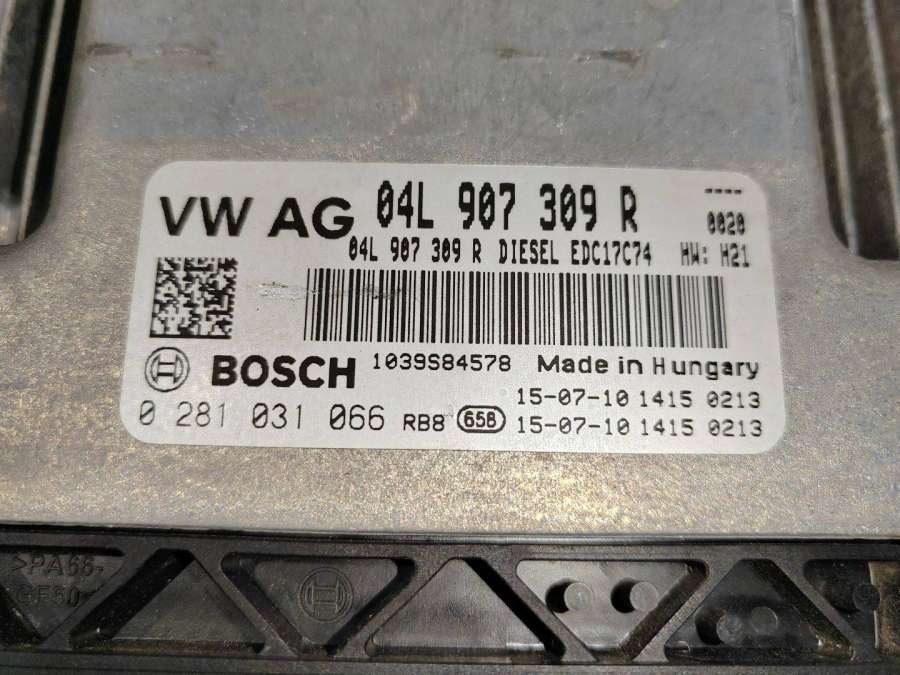 VW AG 04L 907 309 R ----
0020
04L 907 309 R DIESEL EDC17C74 HW: H21
BOSCH 1039S84578 Made in Hungary
15-07-10 1415 0213
0 281 031 066 RB8 658 15-07-10 1415 0213
>PA66-
GF50